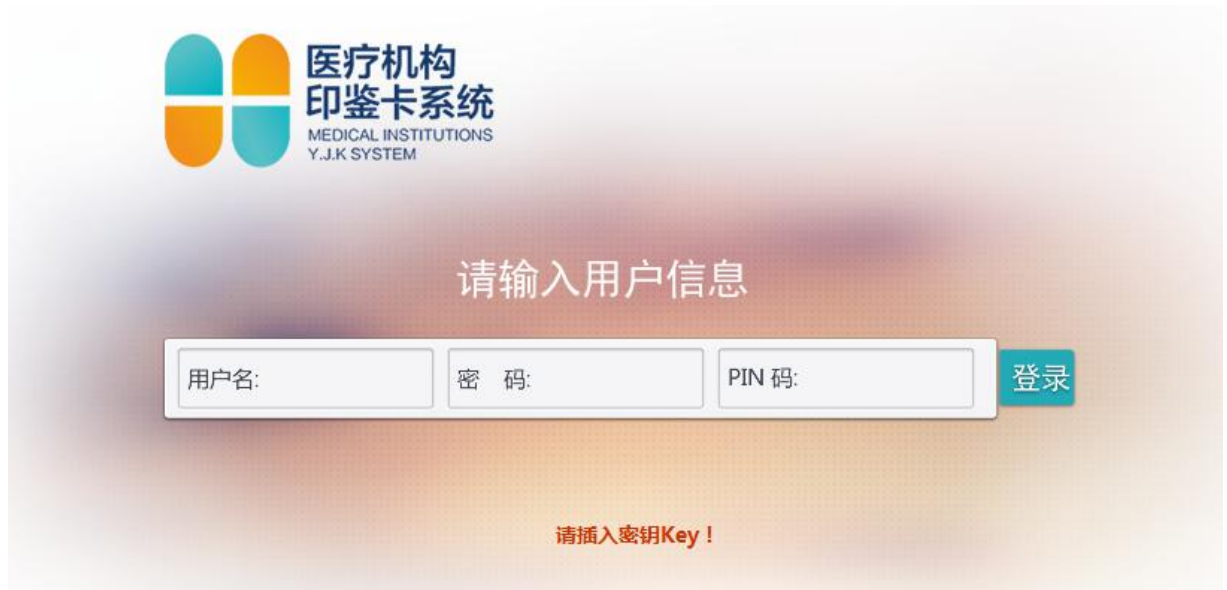 医疗机构
印鉴卡系统
MEDICAL INSTITUTIONS
Y.J.K SYSTEM
请输入用户信息
用户名:
密 码:
PIN 码:
登录
请插入密钥Key！